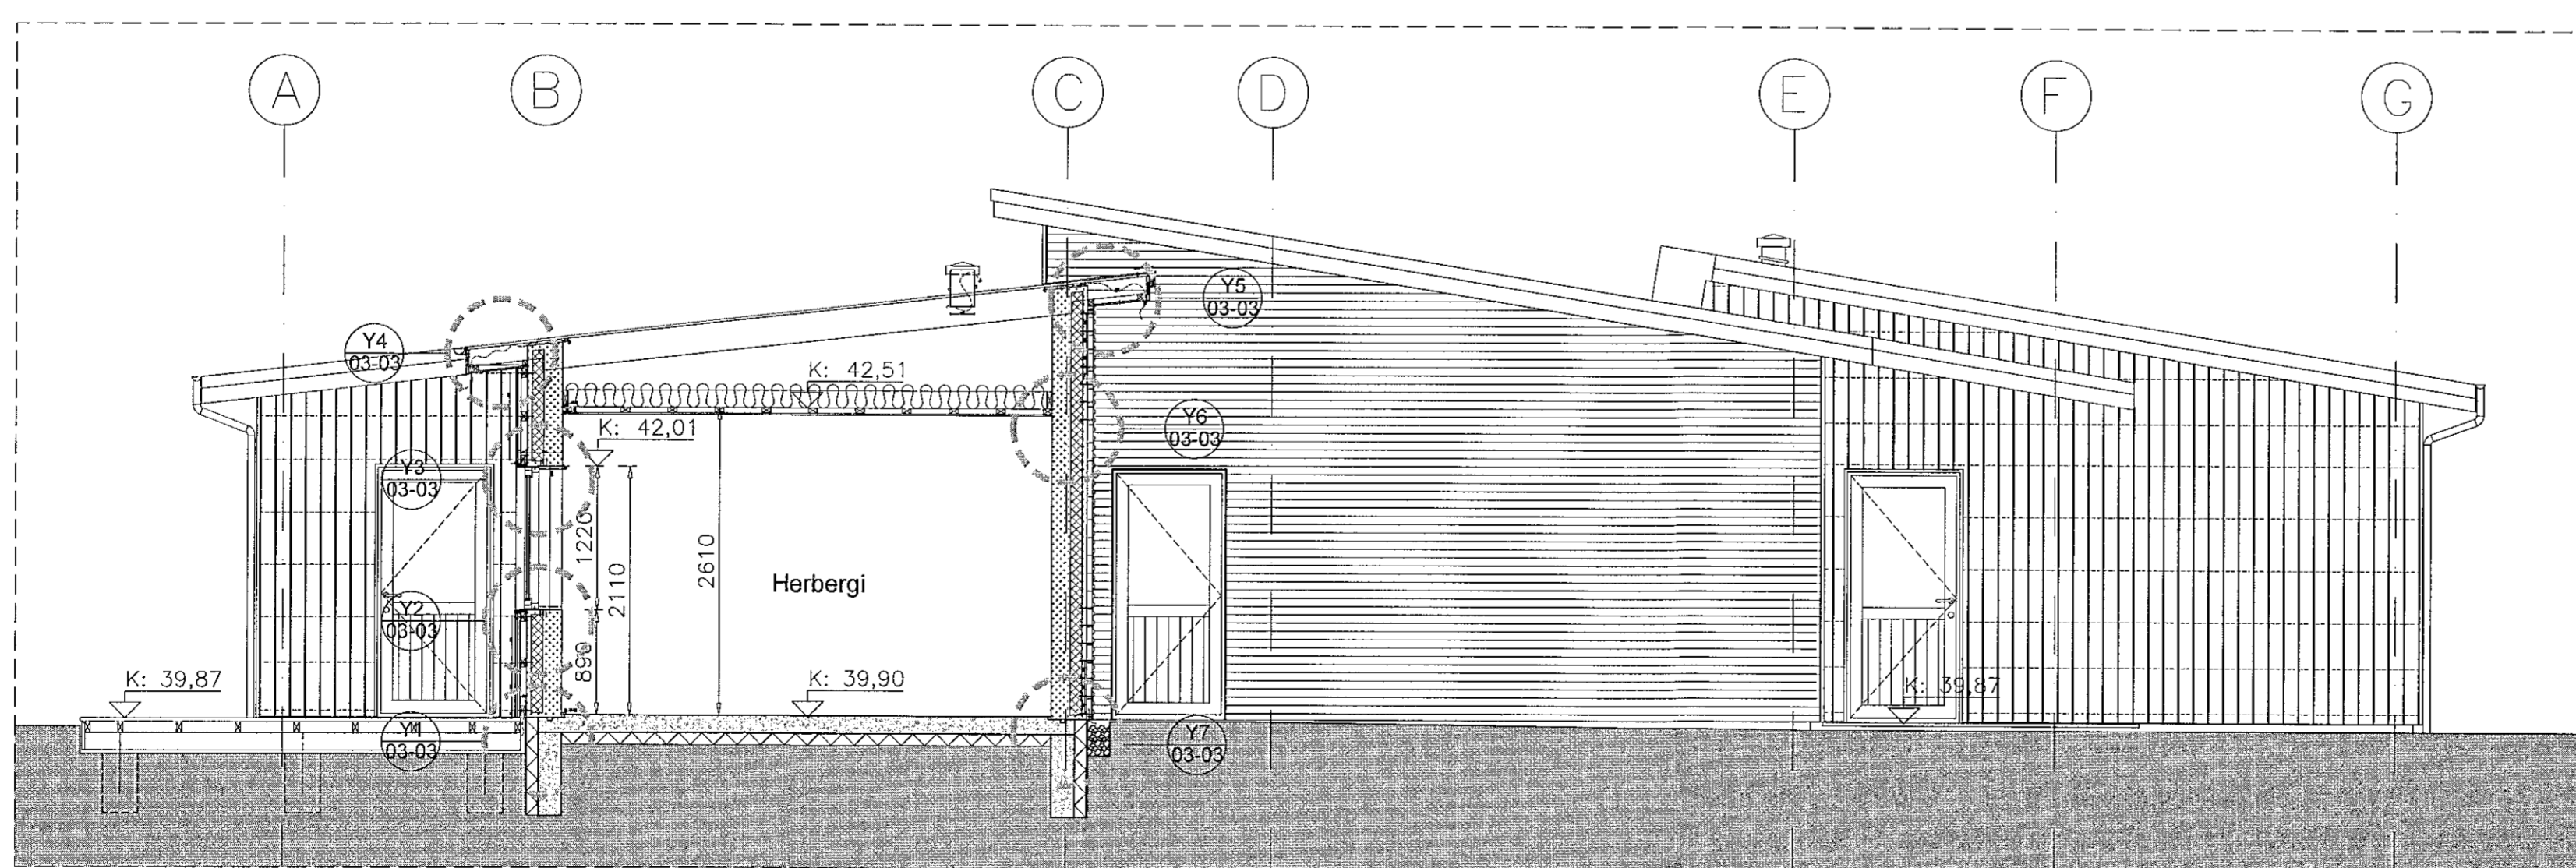 A B C D E F G
Y4
03-03
Y5
03-03
K: 42,51
K: 42,01
Y6
03-03
Y3
03-03
1220
2110
2610
Herbergi
Y2
03-03
890
K: 39,87
K: 39,90
K: 39,87
Y1
03-03
Y7
03-03